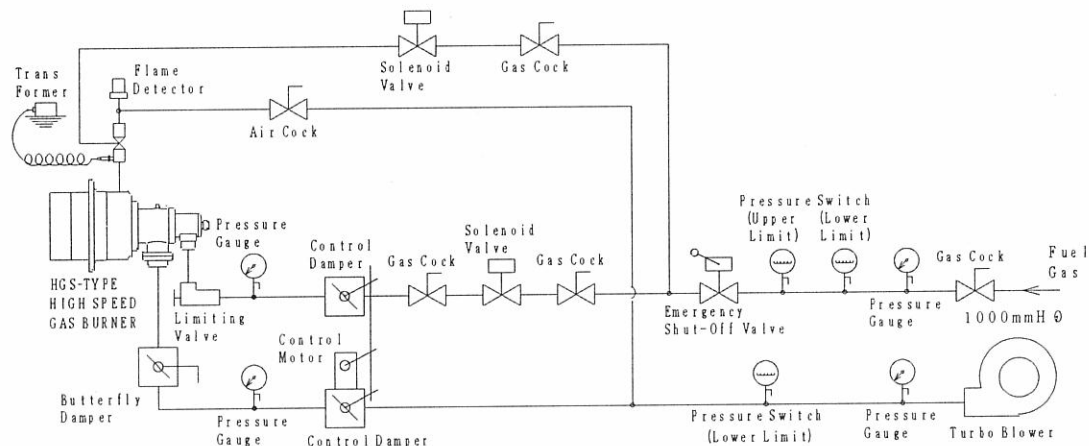 Trans
Former
Flame
Detector
Solenoid
Valve
Gas Cock
Air Cock
HGS-TYPE
HIGH SPEED
GAS BURNER
Pressure
Gauge
Limiting
Valve
Control
Damper
Gas Cock
Solenoid
Valve
Gas Cock
Emergency
Shut-Off Valve
Pressure Switch
(Upper (Lower
Limit) Limit)
Pressure
Gauge
Gas Cock
Fuel
Gas
1000mmH
Butterfly
Damper
Pressure
Gauge
Control
Motor
Control Damper
Pressure Switch
(Lower Limit)
Pressure
Gauge
Turbo Blower